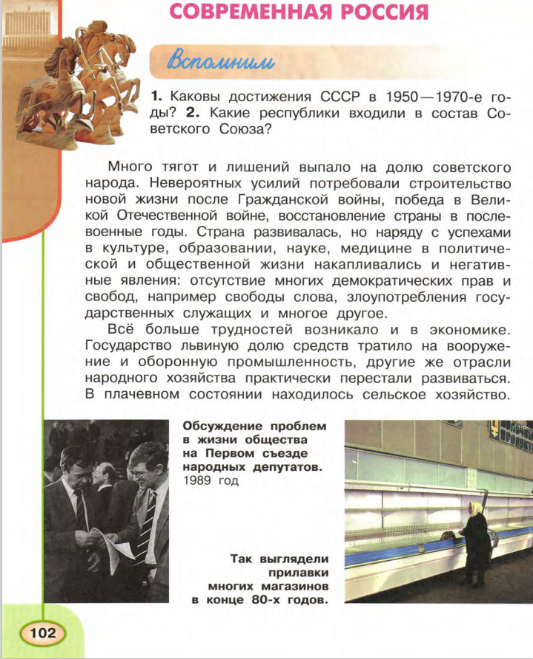 СОВРЕМЕННАЯ РОССИЯ
Вспомним
1. Каковы достижения СССР в 1950—1970-е го-
ды? 2. Какие республики входили в состав Со-
ветского Союза?
Много тягот и лишений выпало на долю советского
народа. Невероятных усилий потребовали строительство
новой жизни после Гражданской войны, победа в Вели-
кой Отечественной войне, восстановление страны в после-
военные годы. Страна развивалась, но наряду с успехами
в культуре, образовании, науке, медицине в политиче-
ской и общественной жизни накапливались и негатив-
ные явления: отсутствие многих демократических прав и
свобод, например свободы слова, злоупотребления госу-
дарственных служащих и многое другое.
Всё больше трудностей возникало и в экономике.
Государство львиную долю средств тратило на вооруже-
ние и оборонную промышленность, другие же отрасли
народного хозяйства практически перестали развиваться.
В плачевном состоянии находилось сельское хозяйство.
Обсуждение проблем
в жизни общества
на Первом съезде
народных депутатов.
1989 год
Так выглядели
прилавки
многих магазинов
в конце 80-х годов.
102